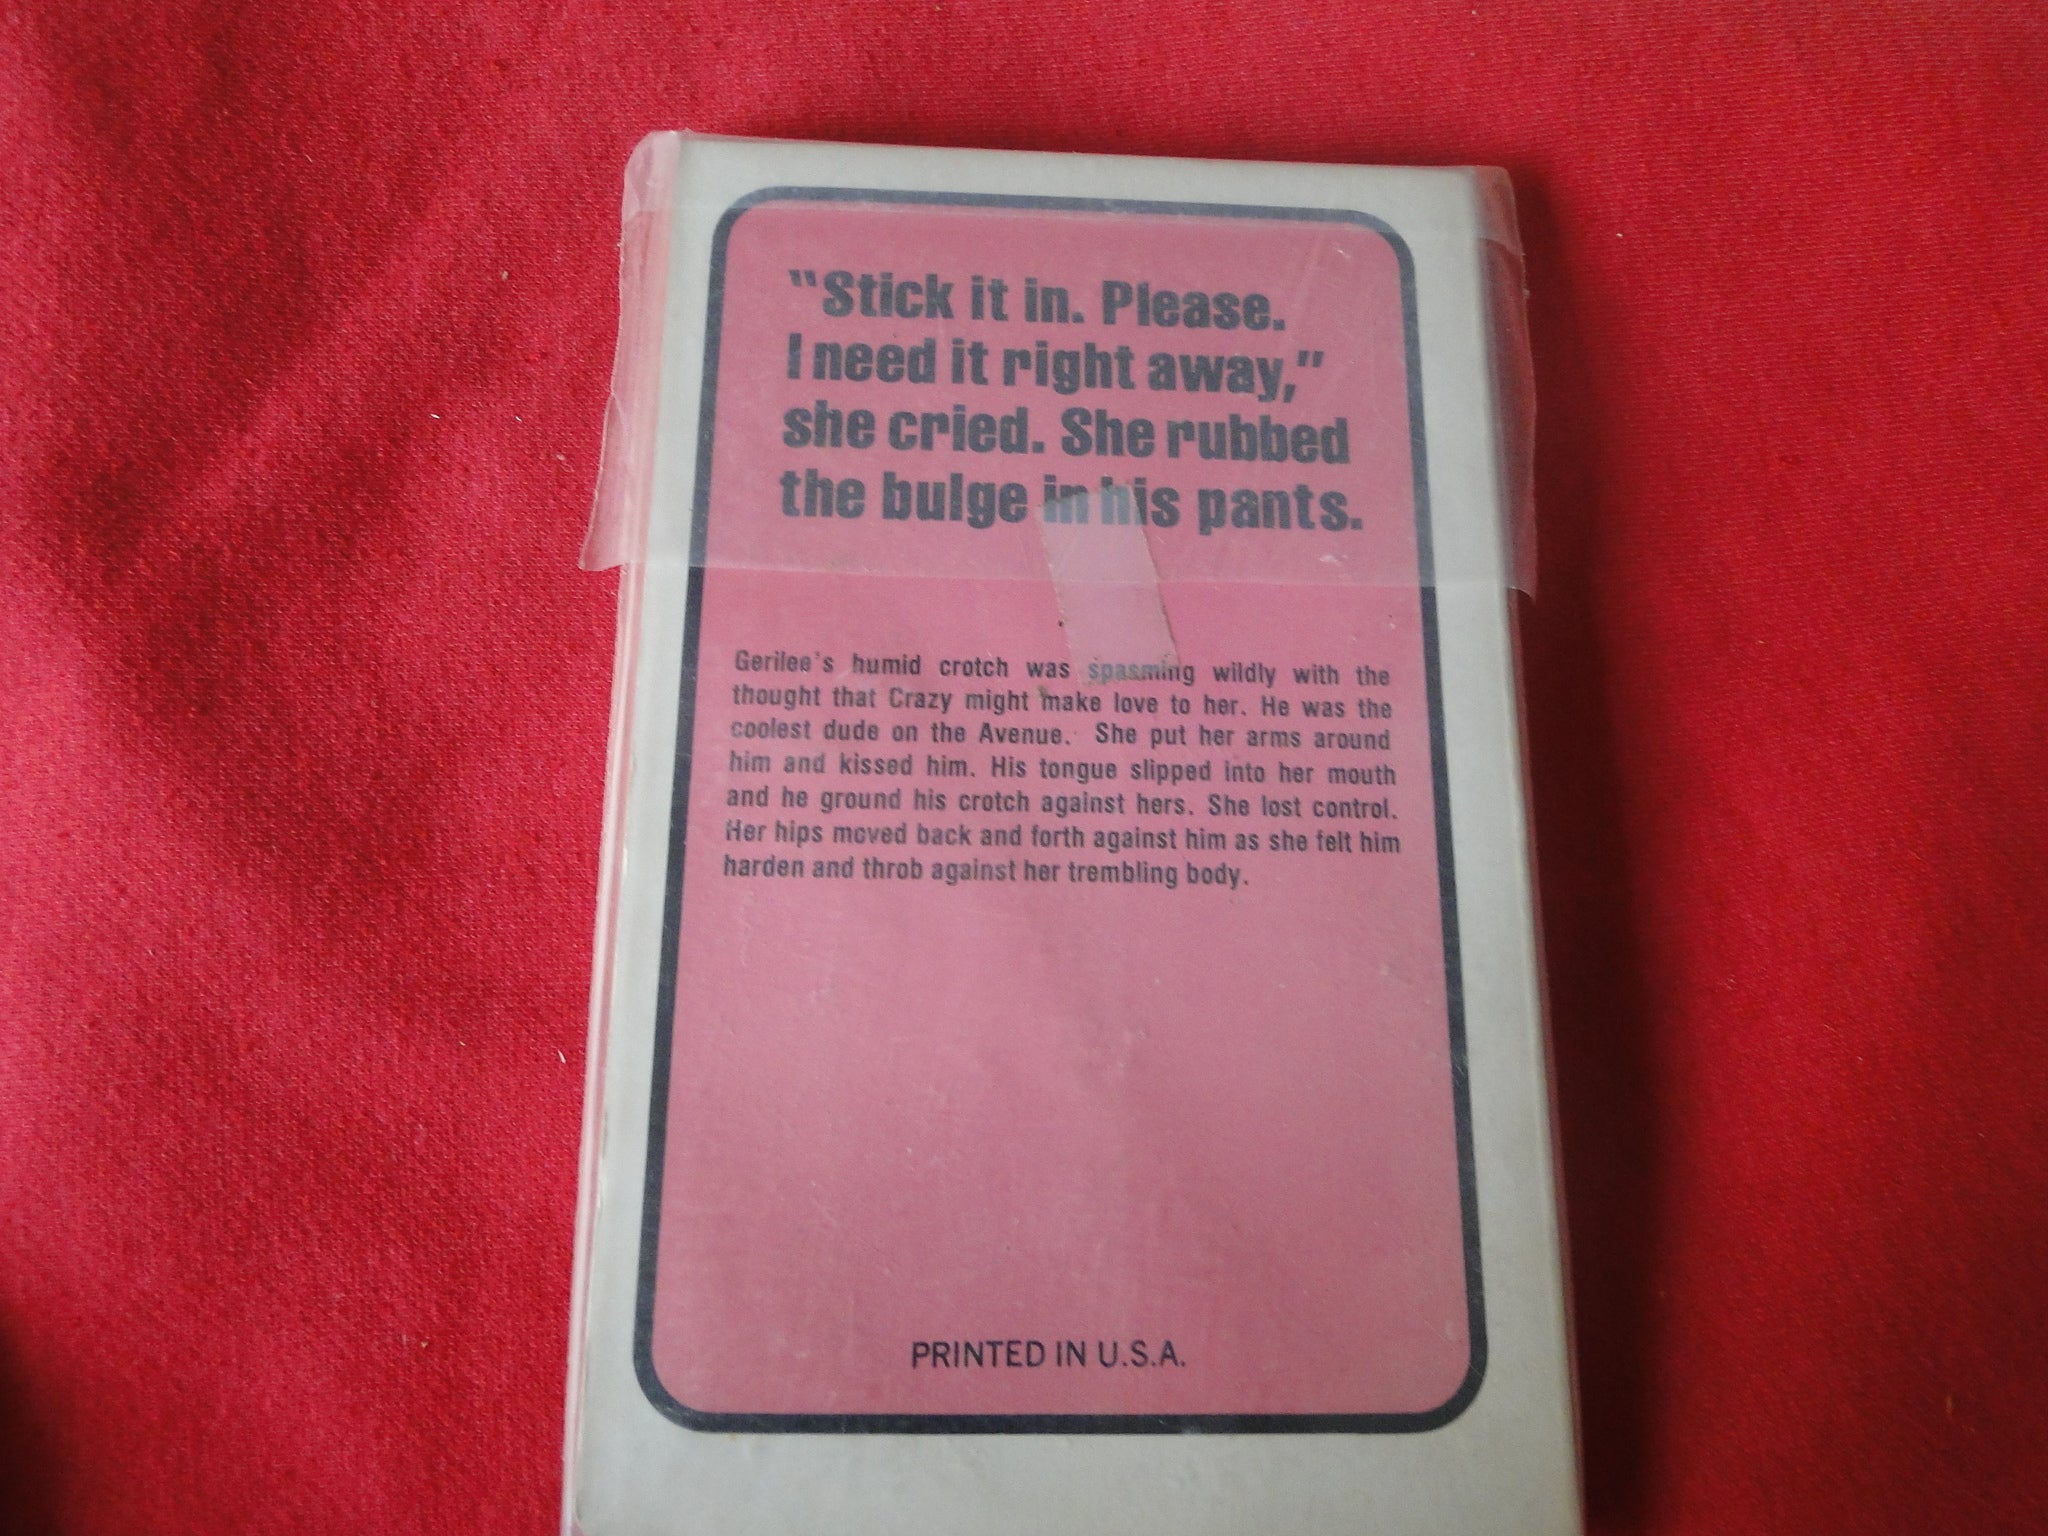 "Stick it in. Please.
I need it right away,"
she cried. She rubbed
the bulge in his pants.
Gerilee's humid crotch was spasming wildly with the
thought that Crazy might make love to her. He was the
coolest dude on the Avenue. She put her arms around
him and kissed him. His tongue slipped into her mouth
and he ground his crotch against hers. She lost control.
Her hips moved back and forth against him as she felt him
harden and throb against her trembling body.
PRINTED IN U.S.A.